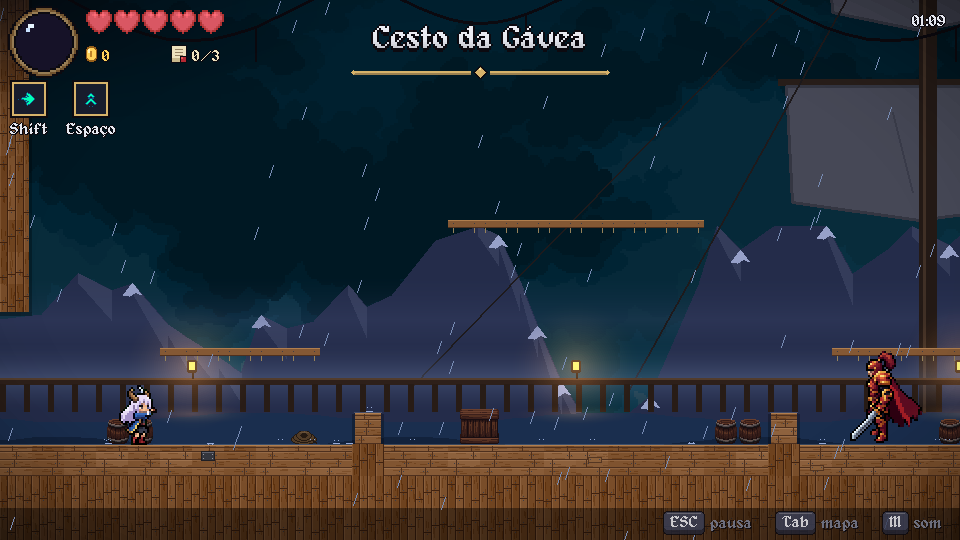 Cesto da Gávea
01:09
0
0/3
Shift
Espaço
ESC pausa
Tab mapa
M som